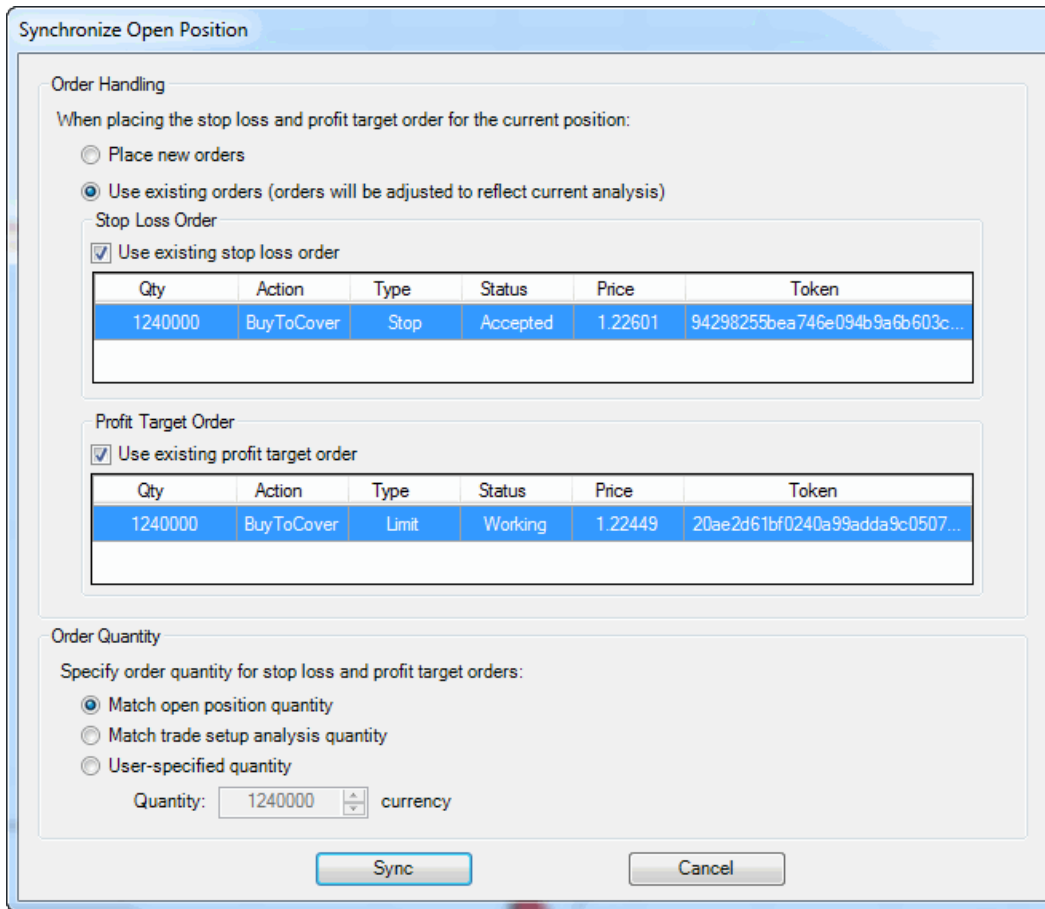 Synchronize Open Position
Order Handling
When placing the stop loss and profit target order for the current position:
Place new orders
Use existing orders (orders will be adjusted to reflect current analysis)
Stop Loss Order
Use existing stop loss order
Qty Action Type Status Price Token
1240000 BuyToCover Stop Accepted 1.22601 94298255bea746e094b9a6b603c...
Profit Target Order
Use existing profit target order
Qty Action Type Status Price Token
1240000 BuyToCover Limit Working 1.22449 20ae2d61bf0240a99adda9c0507...
Order Quantity
Specify order quantity for stop loss and profit target orders:
Match open position quantity
Match trade setup analysis quantity
User-specified quantity
Quantity: 1240000 currency
Sync Cancel